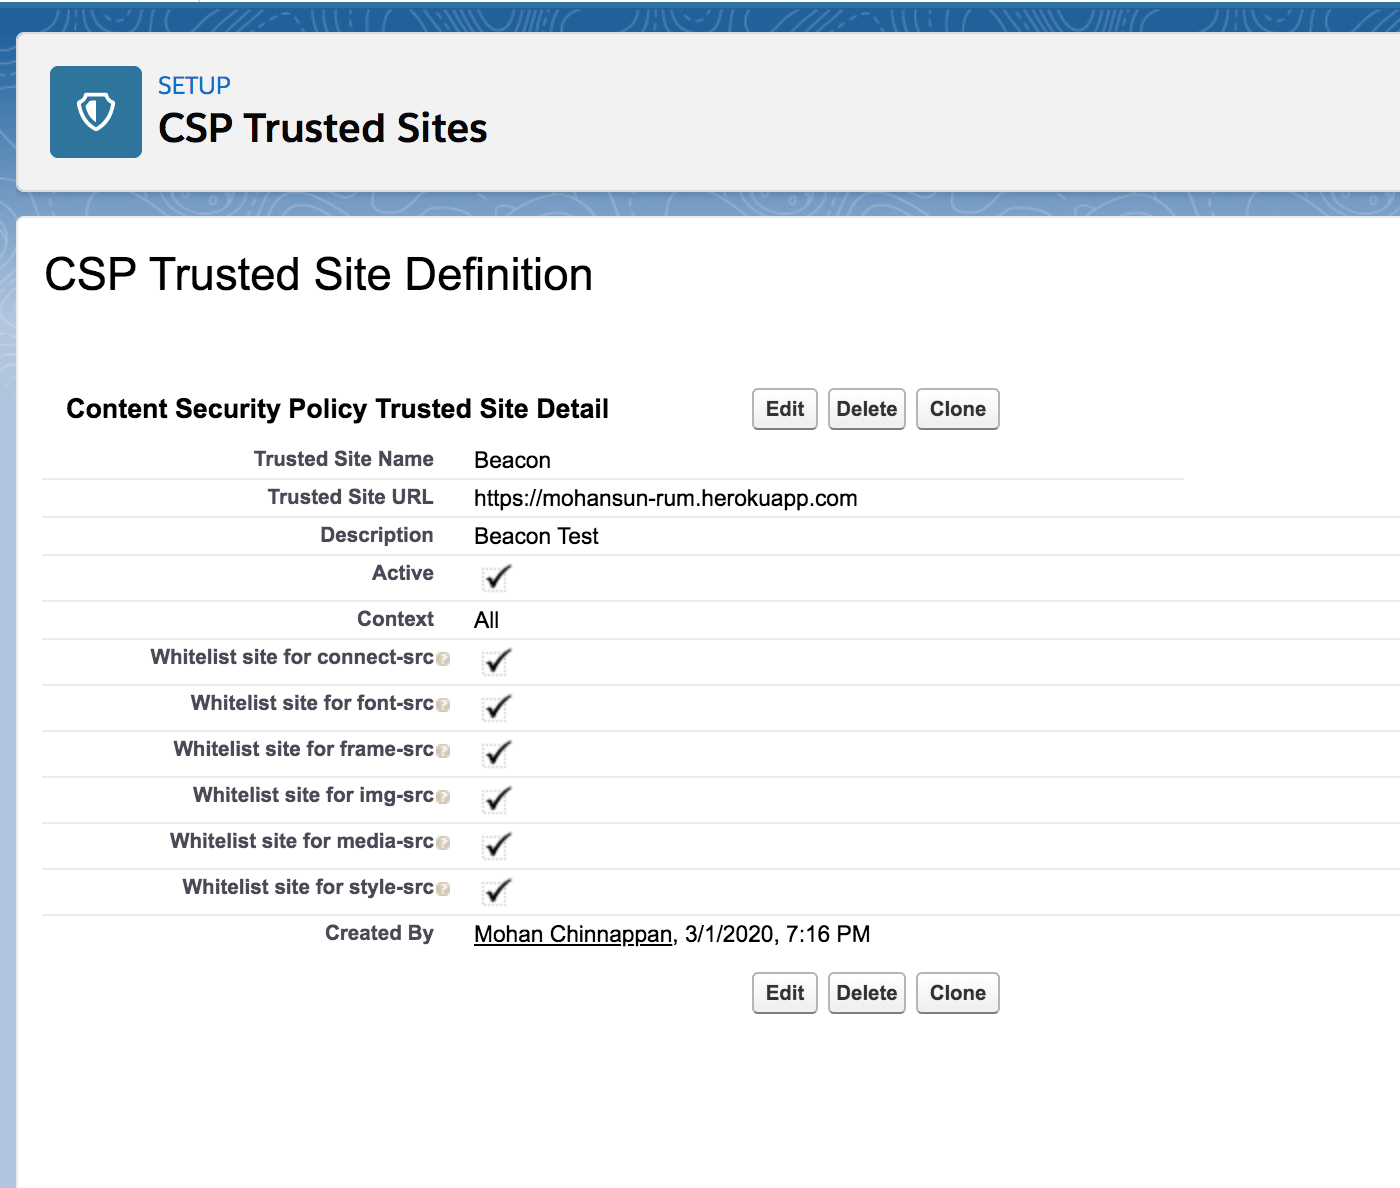 SETUP
CSP Trusted Sites
CSP Trusted Site Definition
Content Security Policy Trusted Site Detail Edit Delete Clone
Trusted Site Name Beacon
Trusted Site URL https://mohansun-rum.herokuapp.com
Description Beacon Test
Active
Context All
Whitelist site for connect-src ?
Whitelist site for font-src ?
Whitelist site for frame-src ?
Whitelist site for img-src ?
Whitelist site for media-src ?
Whitelist site for style-src ?
Created By Mohan Chinnappan, 3/1/2020, 7:16 PM
Edit Delete Clone